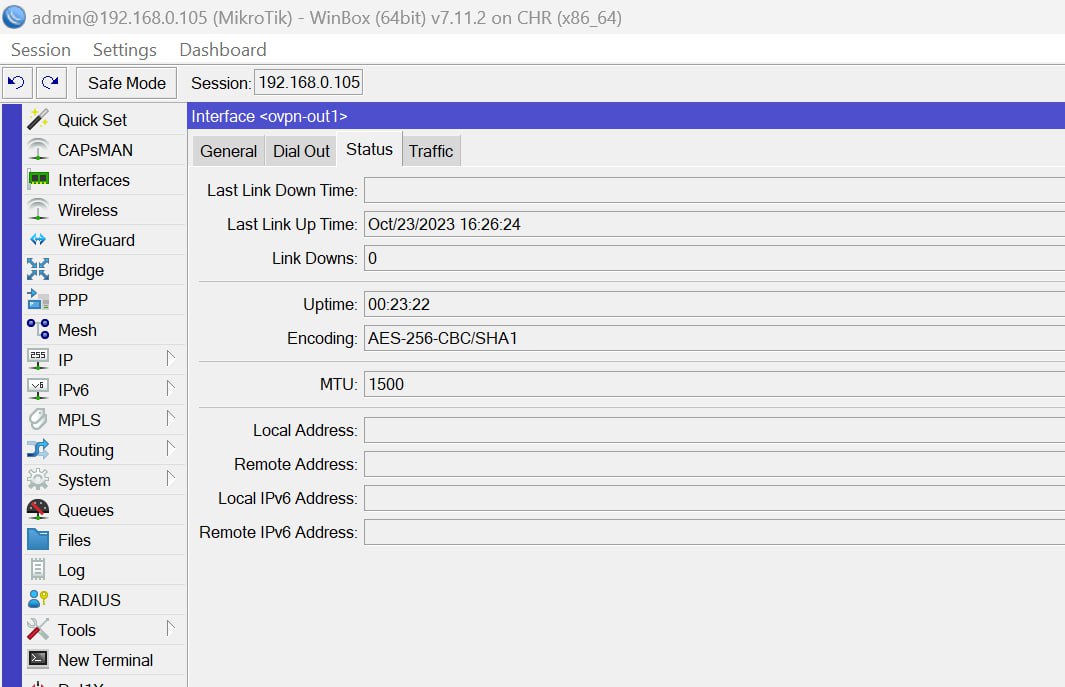 admin@192.168.0.105 (MikroTik) - WinBox (64bit) v7.11.2 on CHR (x86_64)
Session Settings Dashboard
Safe Mode Session: 192.168.0.105
Quick Set
CAPsMAN
Interfaces
Wireless
WireGuard
Bridge
PPP
Mesh
255 IP
v6 IPv6
MPLS
Routing
System
Queues
Files
Log
RADIUS
Tools
New Terminal
Interface <ovpn-out1>
General Dial Out Status Traffic
Last Link Down Time:
Last Link Up Time: Oct/23/2023 16:26:24
Link Downs: 0
Uptime: 00:23:22
Encoding: AES-256-CBC/SHA1
MTU: 1500
Local Address:
Remote Address:
Local IPv6 Address:
Remote IPv6 Address: